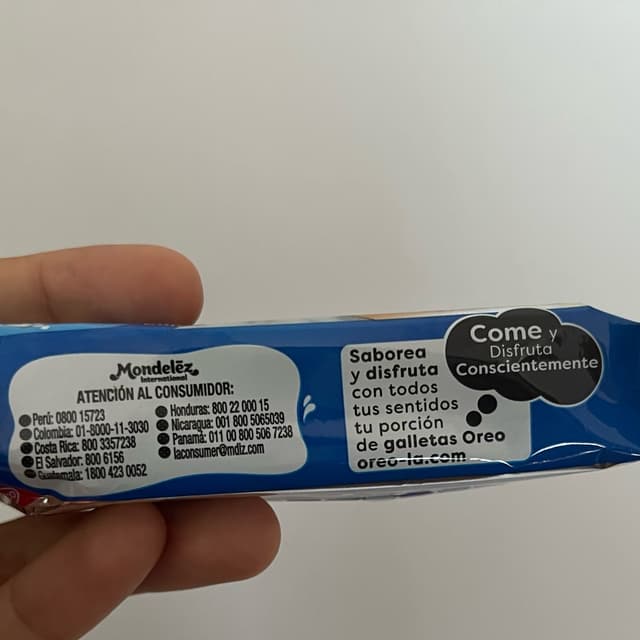 Mondelēz
International
ATENCIÓN AL CONSUMIDOR:
Perú: 0800 15723
Colombia: 01-8000-11-3030
Costa Rica: 800 3357238
El Salvador: 800 6156
Guatemala: 1800 423 0052
Honduras: 800 22 000 15
Nicaragua: 001 800 5065039
Panamá: 011 00 800 506 7238
laconsumer@mdlz.com
Saborea
y disfruta
con todos
tus sentidos
tu porción
de galletas Oreo
oreo-la.com
Come y
Disfruta
Conscientemente